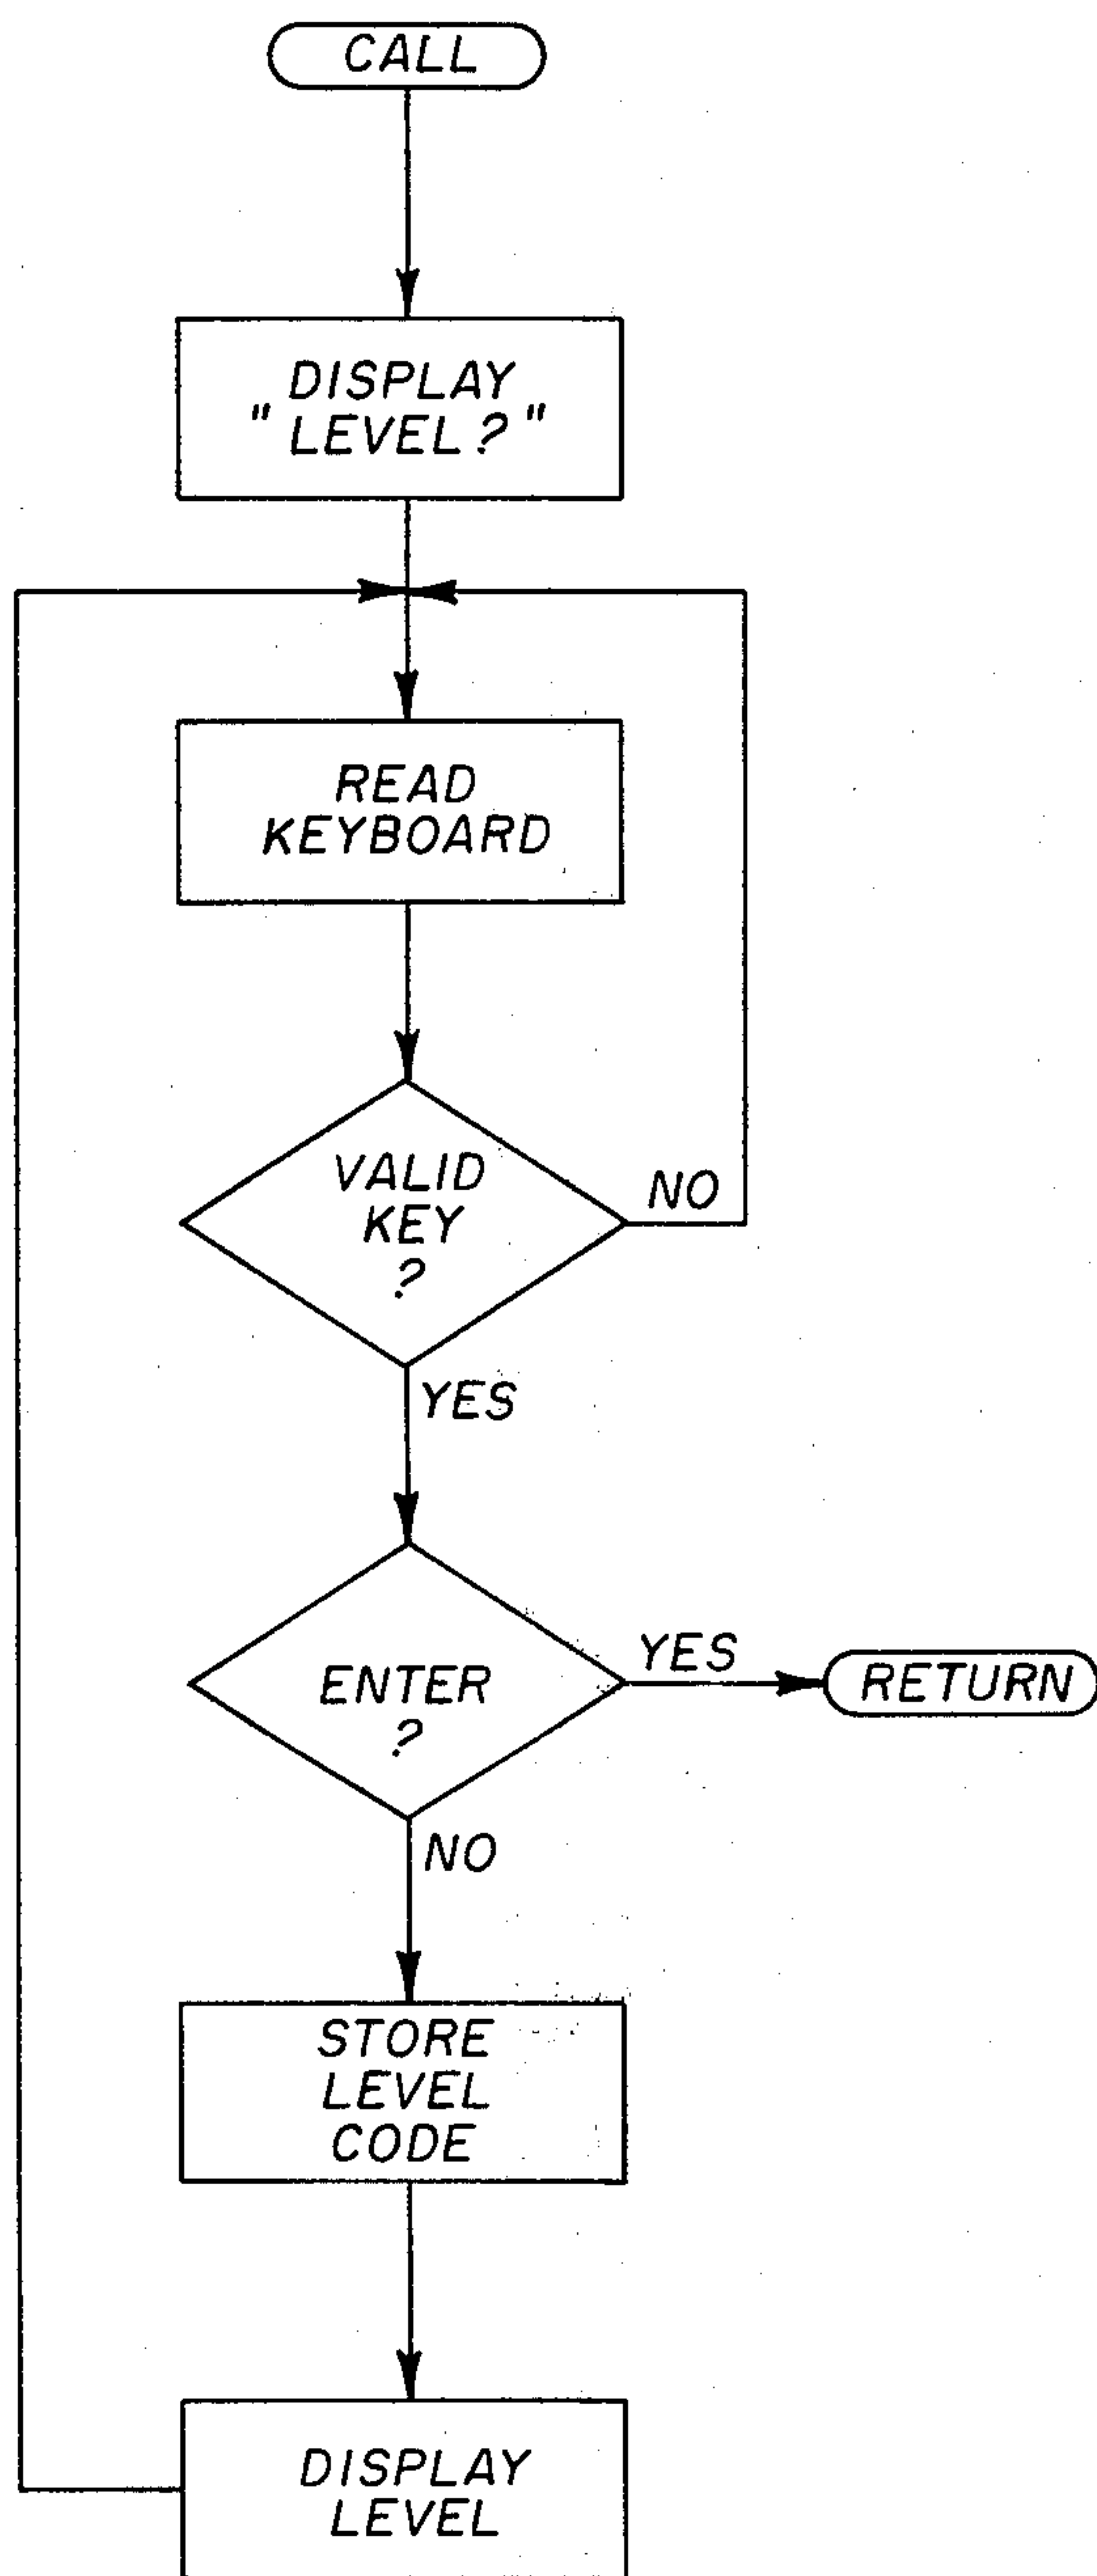 CALL
DISPLAY
"LEVEL?"
READ
KEYBOARD
VALID
KEY
?
NO
YES
ENTER
?
YES
RETURN
NO
STORE
LEVEL
CODE
DISPLAY
LEVEL